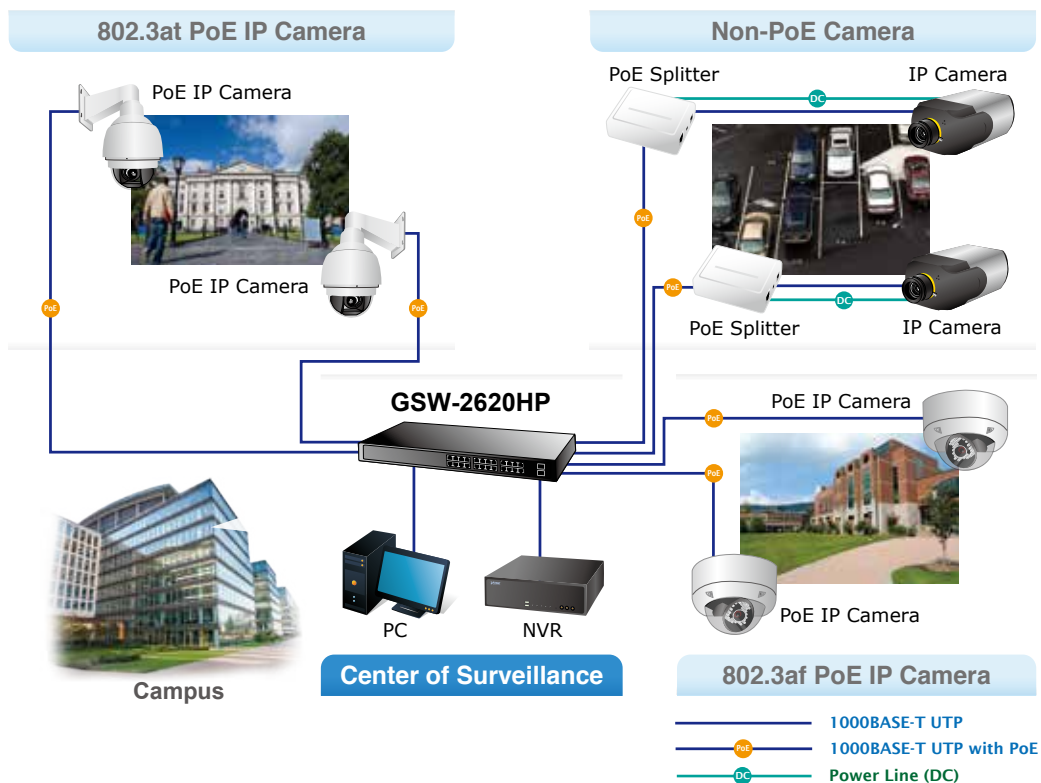 802.3at PoE IP Camera
Non-PoE Camera
PoE IP Camera
PoE IP Camera
PoE
PoE
PoE Splitter
IP Camera
DC
PoE
PoE
DC
PoE Splitter
IP Camera
GSW-2620HP
PoE IP Camera
PoE
PoE
PoE IP Camera
PC
NVR
Campus
Center of Surveillance
802.3af PoE IP Camera
1000BASE-T UTP
PoE
1000BASE-T UTP with PoE
DC
Power Line (DC)